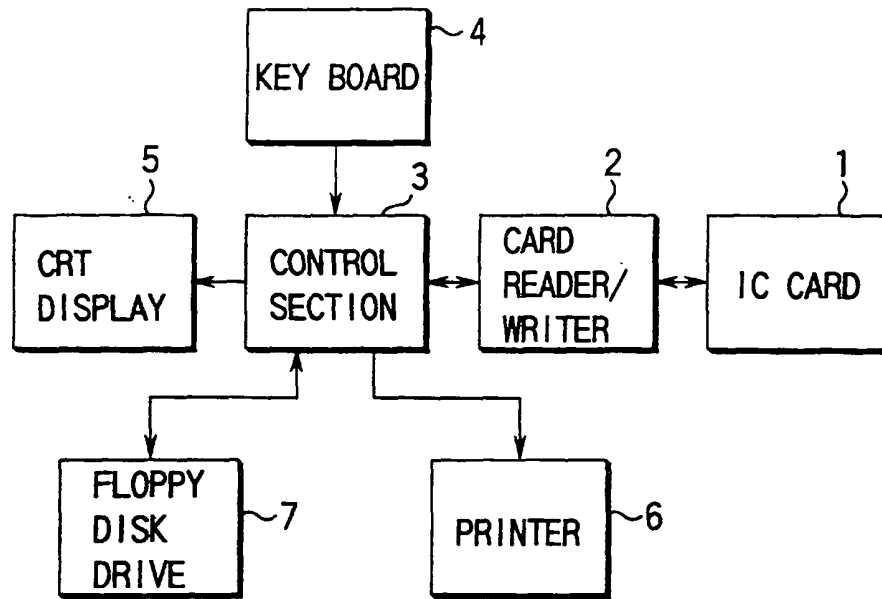 4
KEY BOARD
5
3
2
1
CRT
DISPLAY
CONTROL
SECTION
CARD
READER/
WRITER
IC CARD
FLOPPY
DISK
DRIVE
7
PRINTER
6